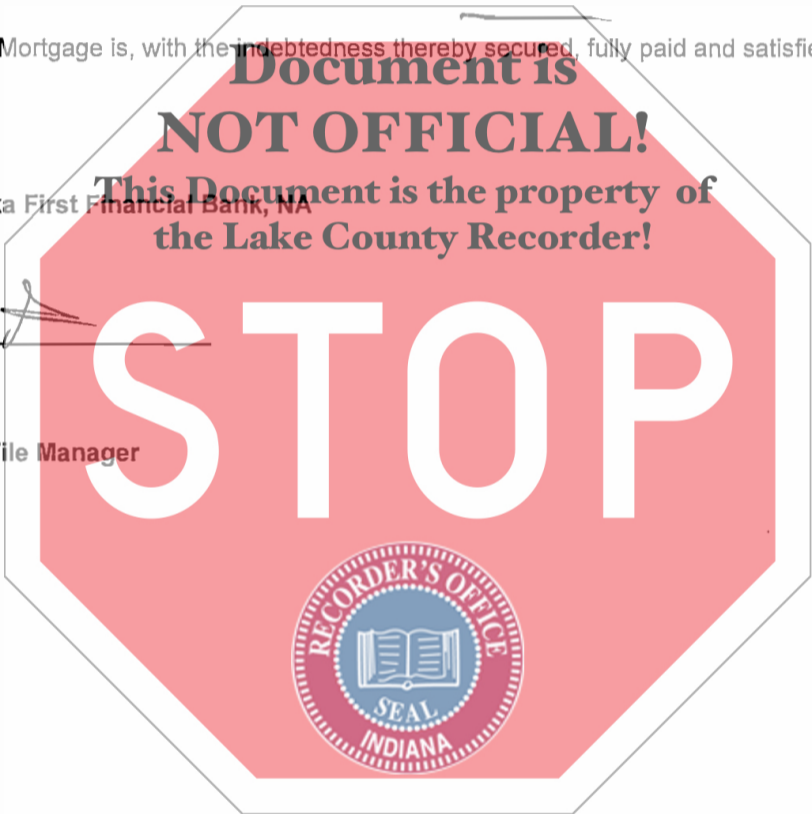 Mortgage is, with the indebtedness thereby secured, fully paid and satisfie
Document is
NOT OFFICIAL!
This Document is the property of
a First Financial Bank, NA
the Lake County Recorder!
STOP
ile Manager
RECORDER'S OFFICE
SEAL
INDIANA